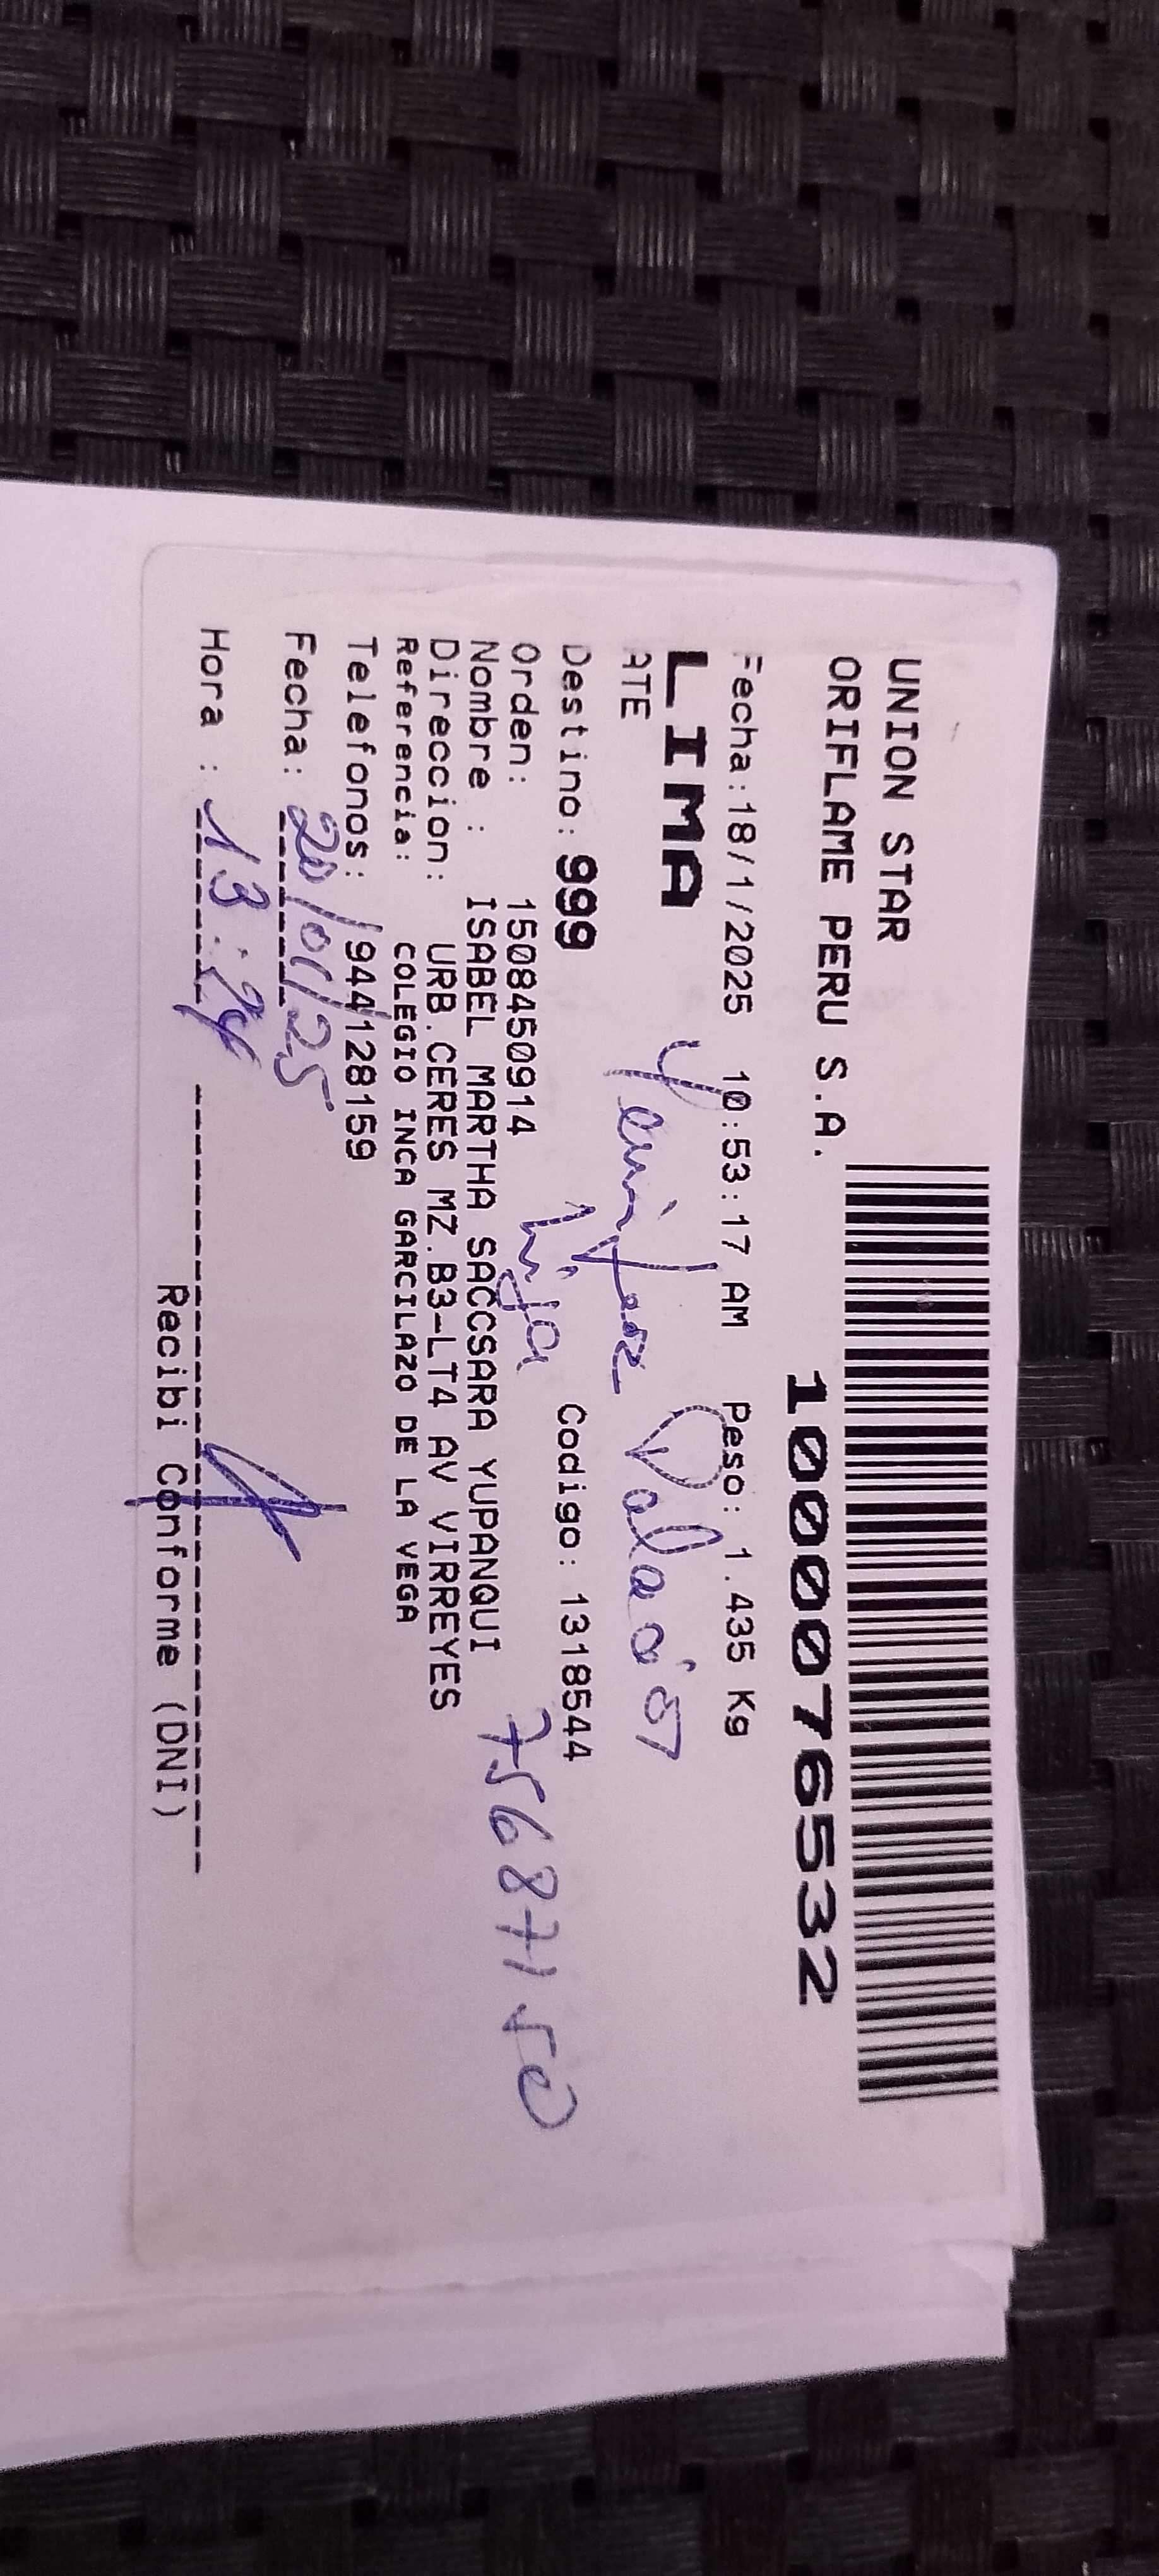 UNION STAR
ORIFLAME PERU S.A.
1000076532
Fecha:18/1/2025 10:53:17 AM Peso: 1.435 Kg
LIMA
ATE
Destino: 999 Codigo: 1318544
Orden: 1508450914 hija 75687150
Nombre : ISABEL MARTHA SACCSARA YUPANQUI
Direccion: URB.CERES MZ.B3-LT4 AV VIRREYES
Referencia: COLEGIO INCA GARCILAZO DE LA VEGA
Telefonos: 944128159
Fecha: 20/01/25
Hora : 13:24
Recibi Conforme (DNI)